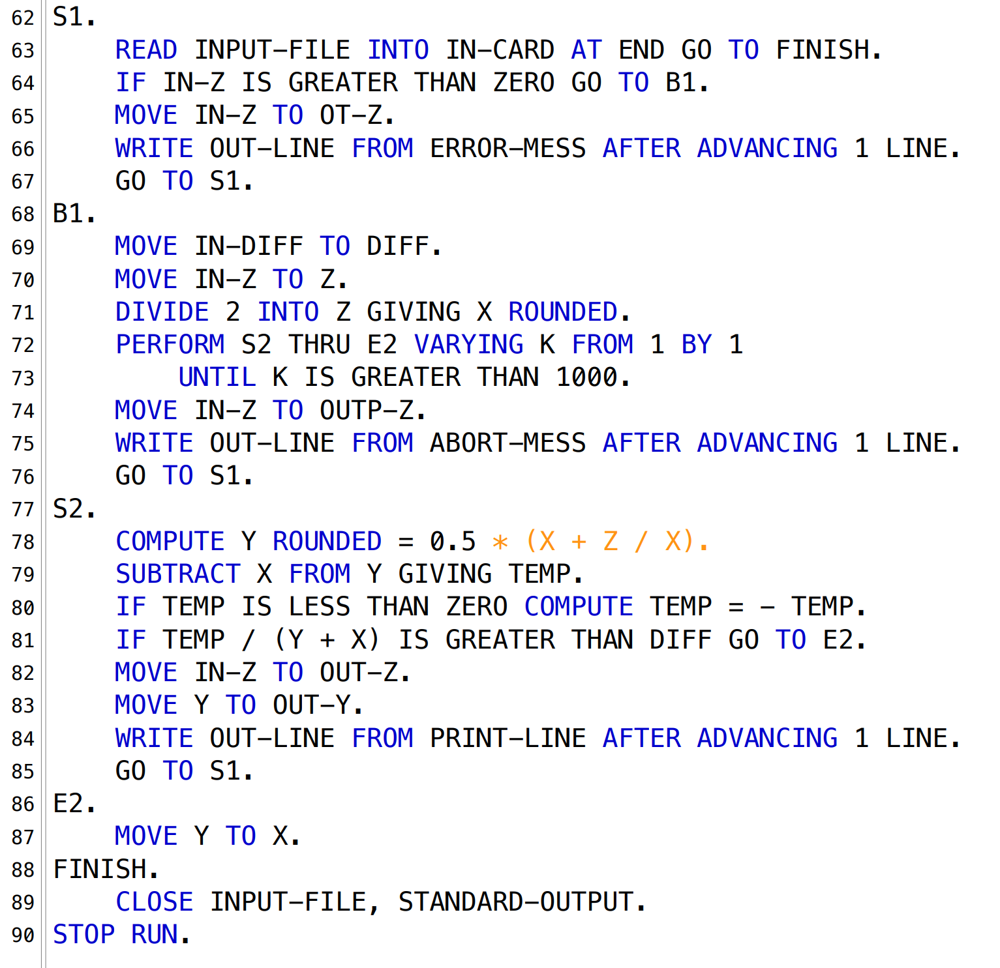 62 S1.
63 READ INPUT-FILE INTO IN-CARD AT END GO TO FINISH.
64 IF IN-Z IS GREATER THAN ZERO GO TO B1.
65 MOVE IN-Z TO OT-Z.
66 WRITE OUT-LINE FROM ERROR-MESS AFTER ADVANCING 1 LINE.
67 GO TO S1.
68 B1.
69 MOVE IN-DIFF TO DIFF.
70 MOVE IN-Z TO Z.
71 DIVIDE 2 INTO Z GIVING X ROUNDED.
72 PERFORM S2 THRU E2 VARYING K FROM 1 BY 1
73 UNTIL K IS GREATER THAN 1000.
74 MOVE IN-Z TO OUTP-Z.
75 WRITE OUT-LINE FROM ABORT-MESS AFTER ADVANCING 1 LINE.
76 GO TO S1.
77 S2.
78 COMPUTE Y ROUNDED = 0.5 * (X + Z / X).
79 SUBTRACT X FROM Y GIVING TEMP.
80 IF TEMP IS LESS THAN ZERO COMPUTE TEMP = - TEMP.
81 IF TEMP / (Y + X) IS GREATER THAN DIFF GO TO E2.
82 MOVE IN-Z TO OUT-Z.
83 MOVE Y TO OUT-Y.
84 WRITE OUT-LINE FROM PRINT-LINE AFTER ADVANCING 1 LINE.
85 GO TO S1.
86 E2.
87 MOVE Y TO X.
88 FINISH.
89 CLOSE INPUT-FILE, STANDARD-OUTPUT.
90 STOP RUN.